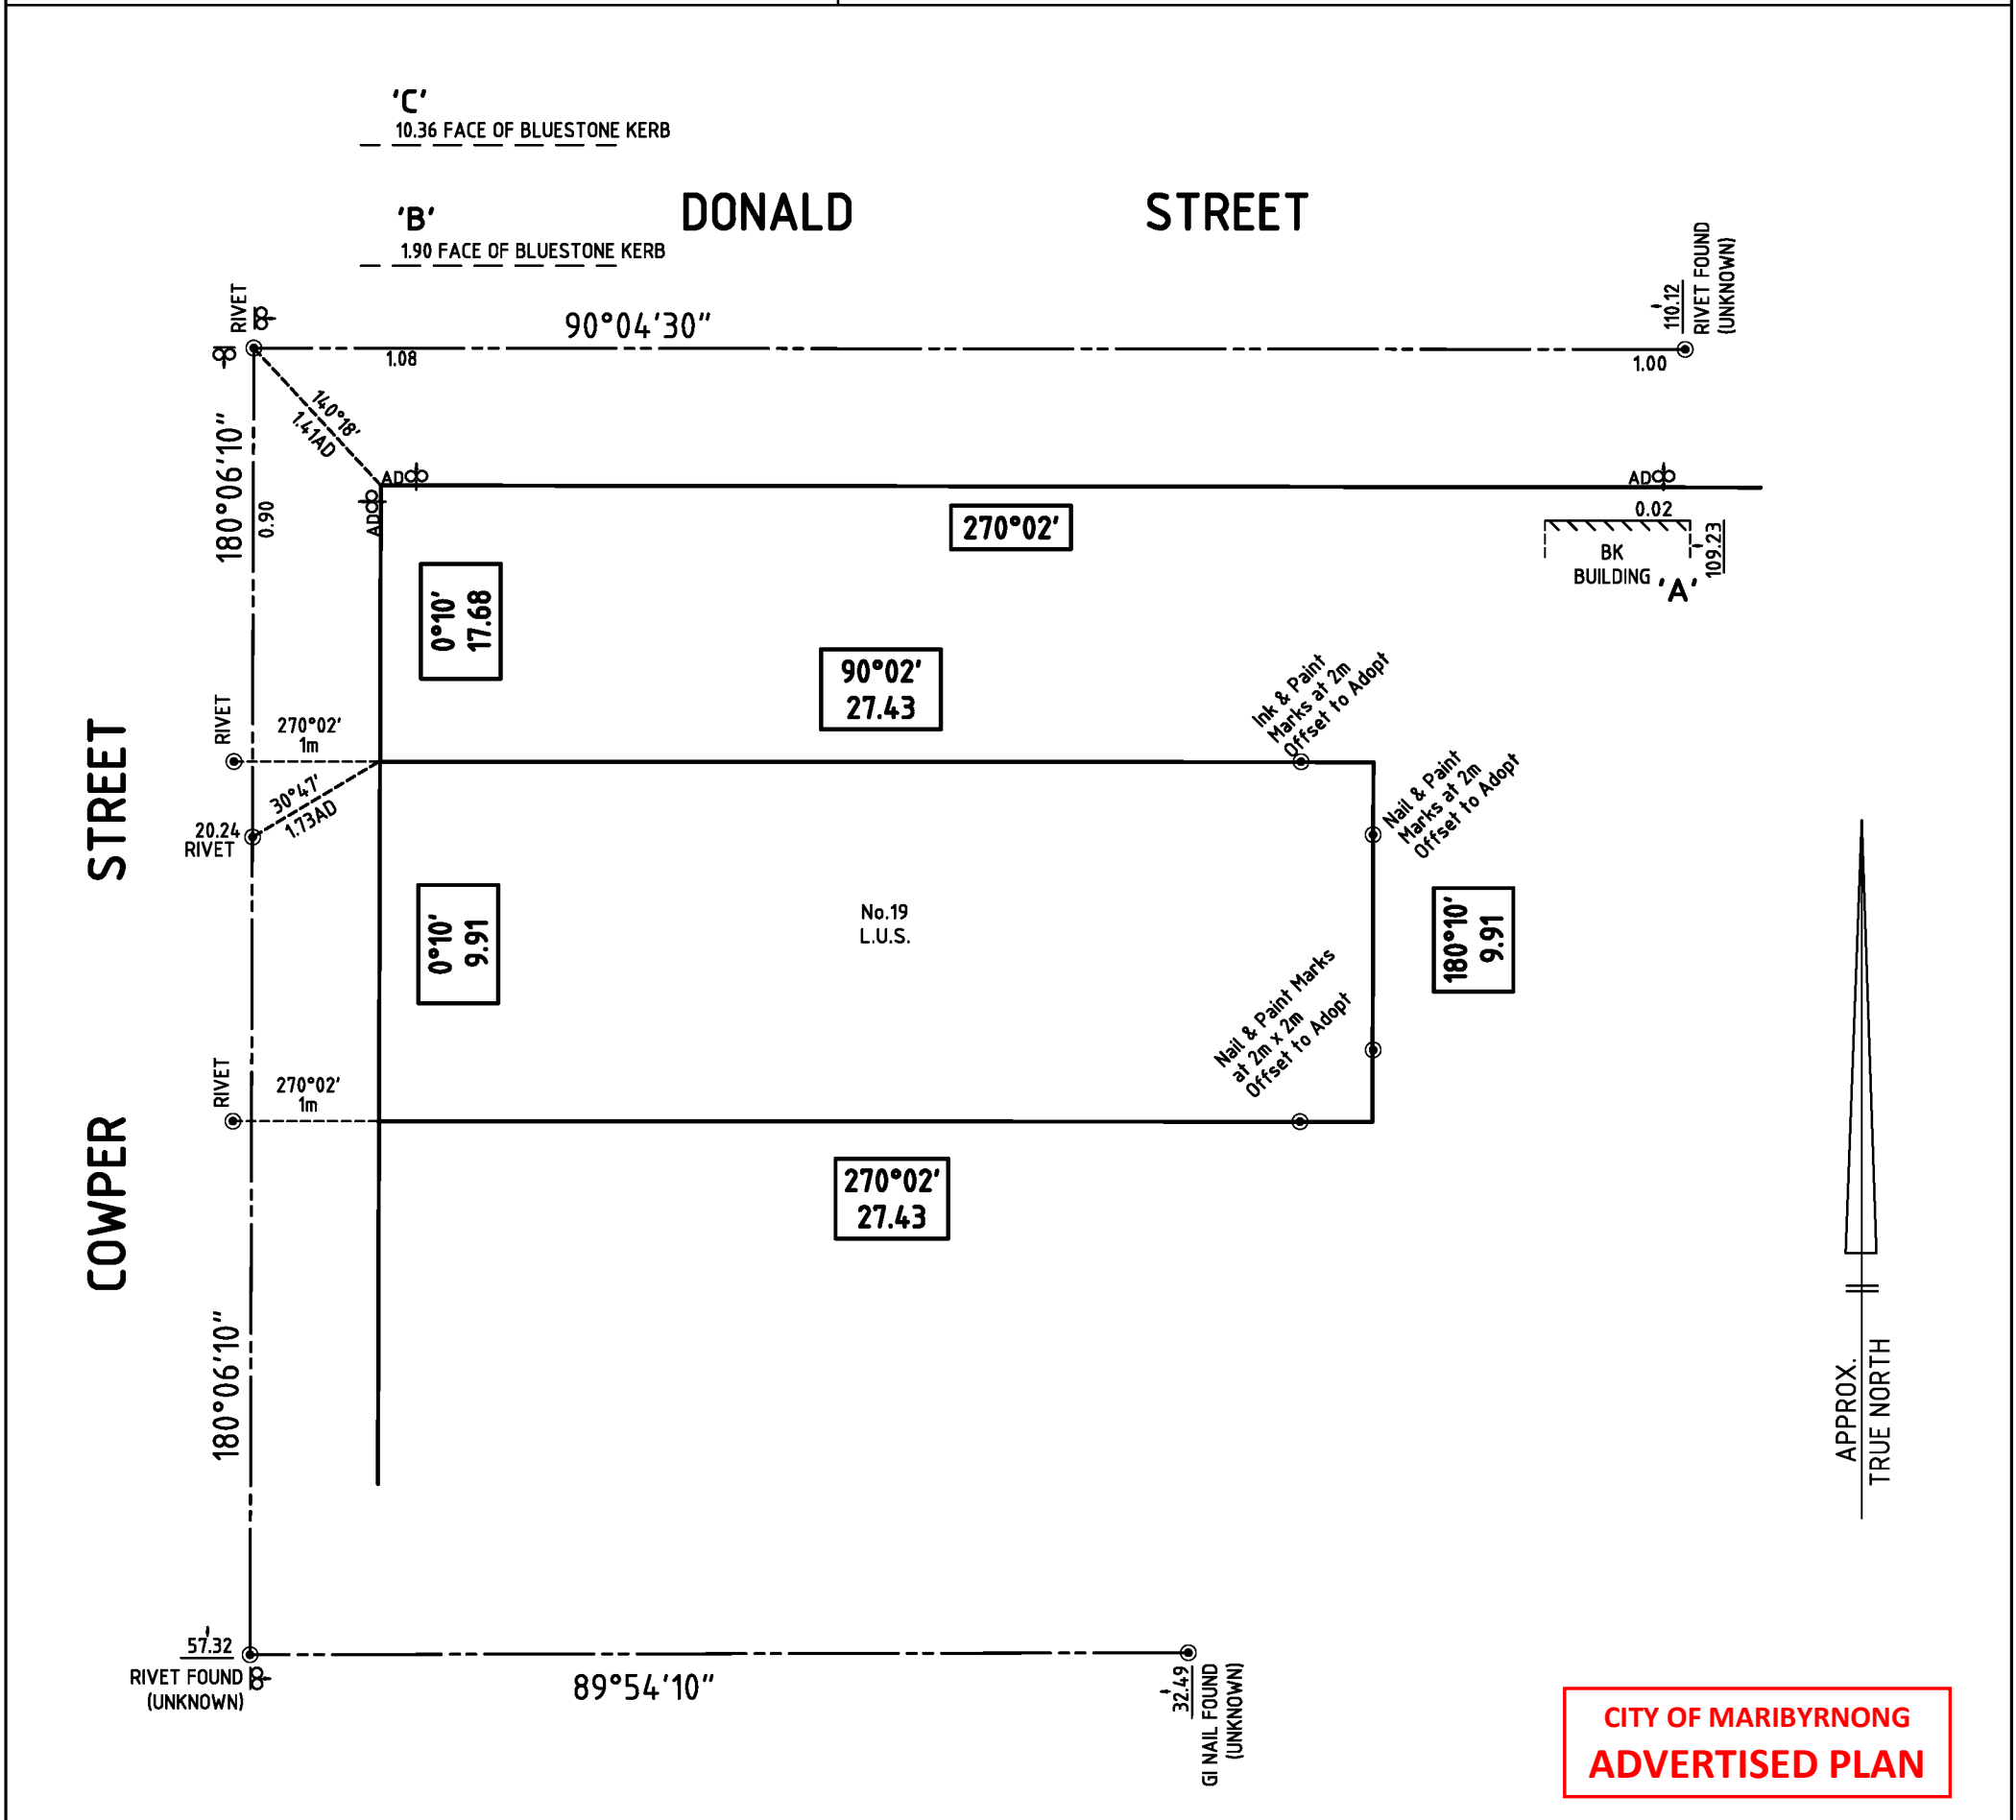 'C'
10.36 FACE OF BLUESTONE KERB
'B'
1.90 FACE OF BLUESTONE KERB
DONALD STREET
RIVET
90°04'30"
1.08
1.00
110.12
RIVET FOUND
(UNKNOWN)
140°18'
1.41AD
180°06'10"
0.90
AD
AD
AD
270°02'
0.02
BK
BUILDING 'A'
109.23
0°10'
17.68
90°02'
27.43
Ink & Paint
Marks at 2m
Offset to Adopt
Nail & Paint
Marks at 2m
Offset to Adopt
RIVET
270°02'
1m
30°47'
1.73AD
20.24
RIVET
COWPER STREET
0°10'
9.91
No.19
L.U.S.
180°10'
9.91
Nail & Paint Marks
at 2m x 2m
Offset to Adopt
RIVET
270°02'
1m
270°02'
27.43
180°06'10"
APPROX.
TRUE NORTH
57.32
RIVET FOUND
(UNKNOWN)
89°54'10"
32.49
GI NAIL FOUND
(UNKNOWN)
CITY OF MARIBYRNONG
ADVERTISED PLAN